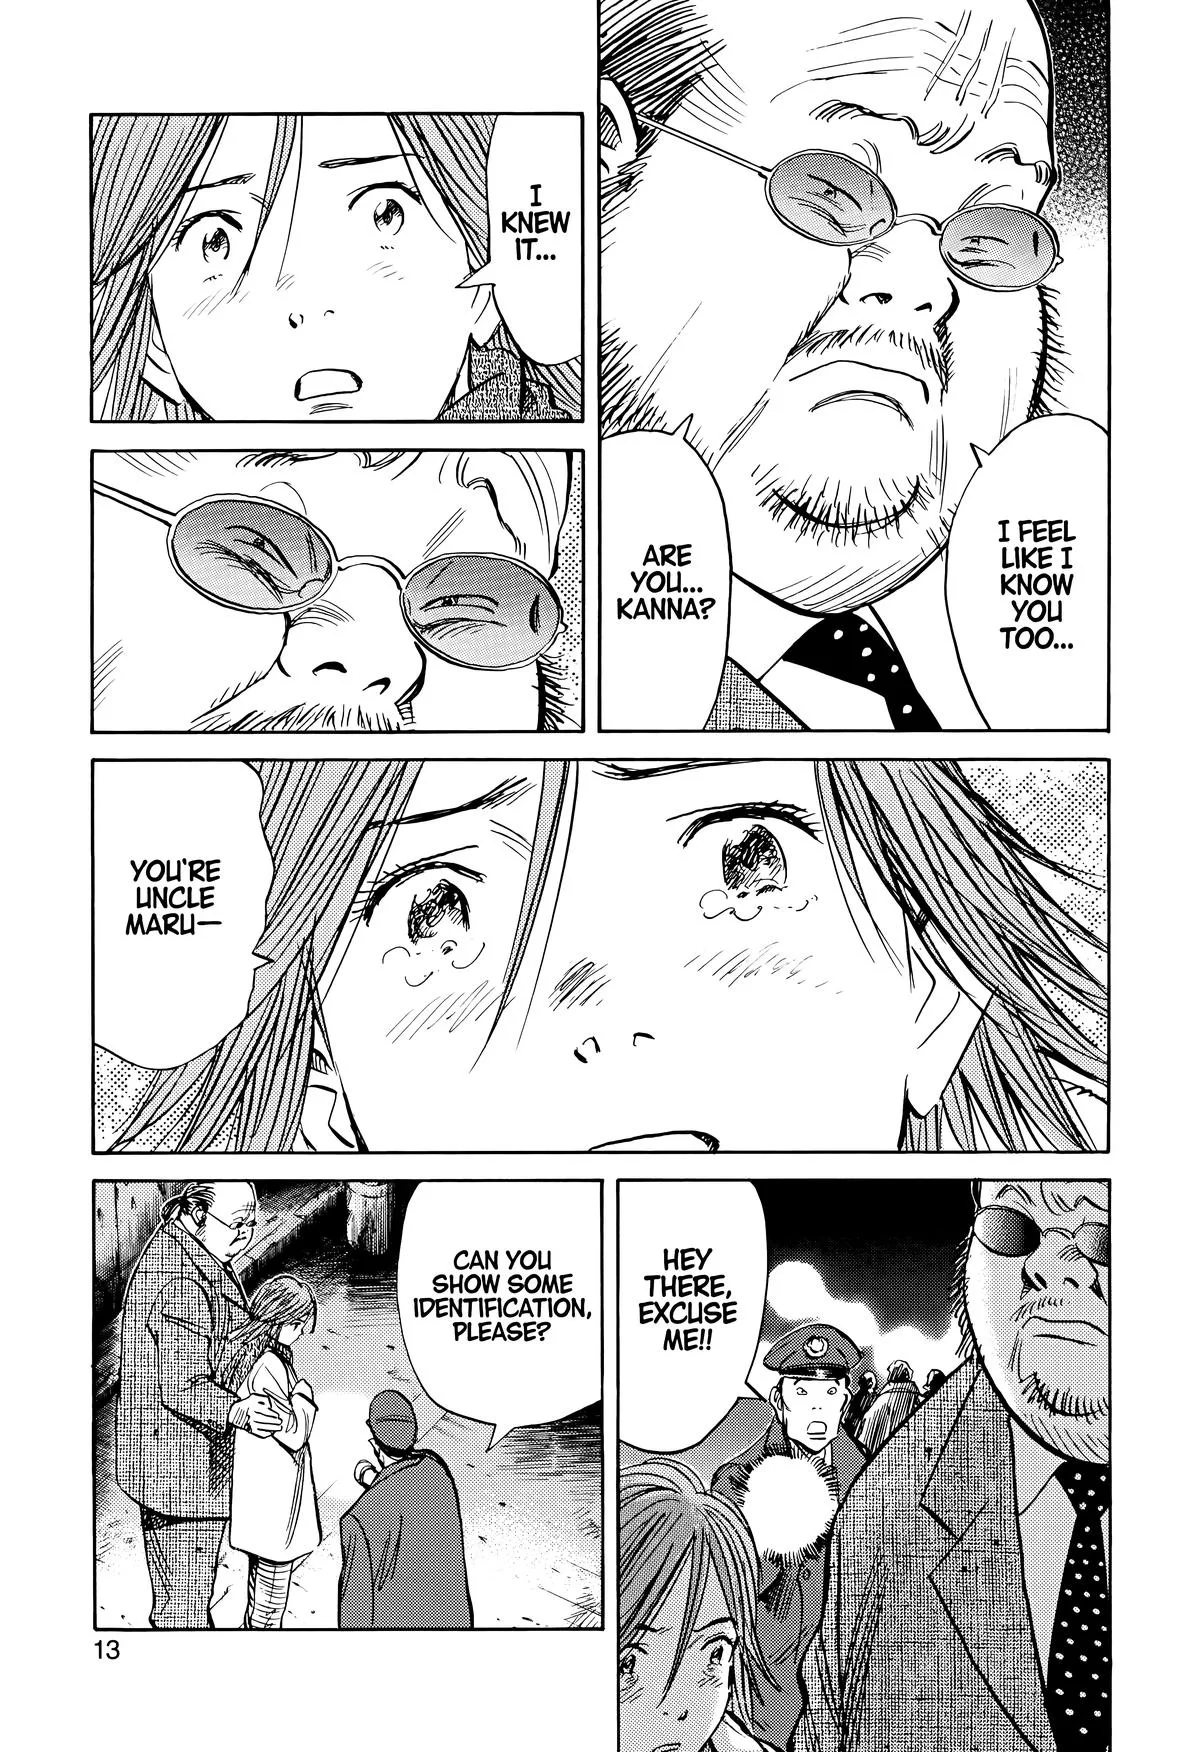 I FEEL
LIKE I
KNOW
YOU
TOO...
ARE
YOU...
KANNA?
I
KNEW
IT...
YOU'RE
UNCLE
MARU—
HEY
THERE,
EXCUSE
ME!!
CAN YOU
SHOW SOME
IDENTIFICATION,
PLEASE?
13